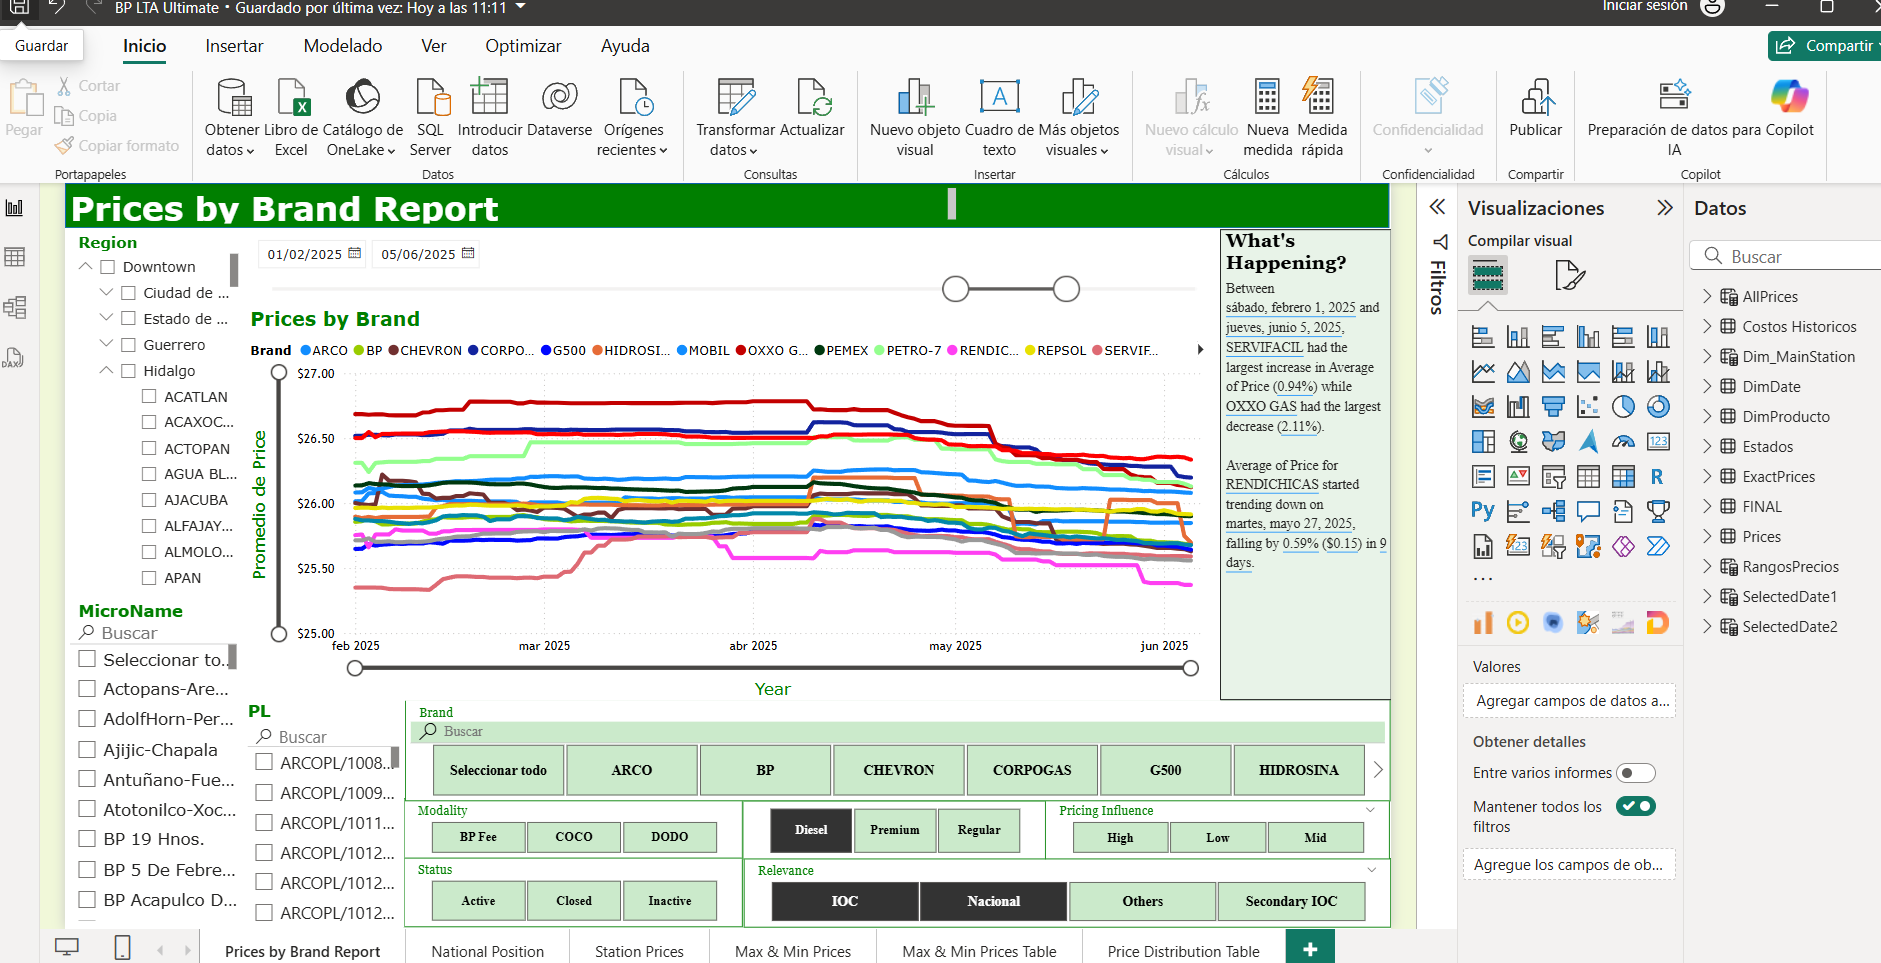 BP LTA Ultimate • Guardado por última vez: Hoy a las 11:11
Iniciar sesión
Guardar
Inicio
Insertar
Modelado
Ver
Optimizar
Ayuda
Compartir
Pegar
Cortar
Copia
Copiar formato
Portapapeles
Obtener datos
Libro de Excel
Catálogo de OneLake
SQL Server
Introducir datos
Dataverse
Orígenes recientes
Datos
Transformar datos
Actualizar
Consultas
Nuevo objeto visual
Cuadro de texto
Más objetos visuales
Insertar
Nuevo cálculo visual
Nueva medida
Medida rápida
Cálculos
Confidencialidad
Confidencialidad
Publicar
Compartir
Preparación de datos para IA
Copilot
Copilot
Prices by Brand Report
Region
Downtown
Ciudad de ...
Estado de ...
Guerrero
Hidalgo
ACATLAN
ACAXOC...
ACTOPAN
AGUA BL...
AJACUBA
ALFAJAY...
ALMOLO...
APAN
MicroName
Buscar
Seleccionar to...
Actopans-Are...
AdolfHorn-Per...
Ajijic-Chapala
Antuñano-Fue...
Atotonilco-Xoc...
BP 19 Hnos.
BP 5 De Febre...
BP Acapulco D...
01/02/2025
05/06/2025
Prices by Brand
Brand ARCO BP CHEVRON CORPO... G500 HIDROSI... MOBIL OXXO G... PEMEX PETRO-7 RENDIC... REPSOL SERVIF...
Promedio de Price
$27.00
$26.50
$26.00
$25.50
$25.00
feb 2025
mar 2025
abr 2025
may 2025
jun 2025
Year
What's
Happening?
Between
sábado, febrero 1, 2025 and
jueves, junio 5, 2025,
SERVIFACIL had the
largest increase in Average
of Price (0.94%) while
OXXO GAS had the largest
decrease (2.11%).
Average of Price for
RENDICHICAS started
trending down on
martes, mayo 27, 2025,
falling by 0.59% ($0.15) in 9
days.
PL
Buscar
ARCOPL/1008...
ARCOPL/1009...
ARCOPL/1011...
ARCOPL/1012...
ARCOPL/1012...
ARCOPL/1012...
Brand
Buscar
Seleccionar todo
ARCO
BP
CHEVRON
CORPOGAS
G500
HIDROSINA
Modality
BP Fee
COCO
DODO
Diesel
Premium
Regular
Pricing Influence
High
Low
Mid
Status
Active
Closed
Inactive
Relevance
IOC
Nacional
Others
Secondary IOC
Prices by Brand Report
National Position
Station Prices
Max & Min Prices
Max & Min Prices Table
Price Distribution Table
+
Filtros
Visualizaciones
Compilar visual
123
R
Py
123
...
Valores
Agregar campos de datos a...
Obtener detalles
Entre varios informes
Mantener todos los
filtros
Agregue los campos de ob...
Datos
Buscar
AllPrices
Costos Historicos
Dim_MainStation
DimDate
DimProducto
Estados
ExactPrices
FINAL
Prices
RangosPrecios
SelectedDate1
SelectedDate2
DAX